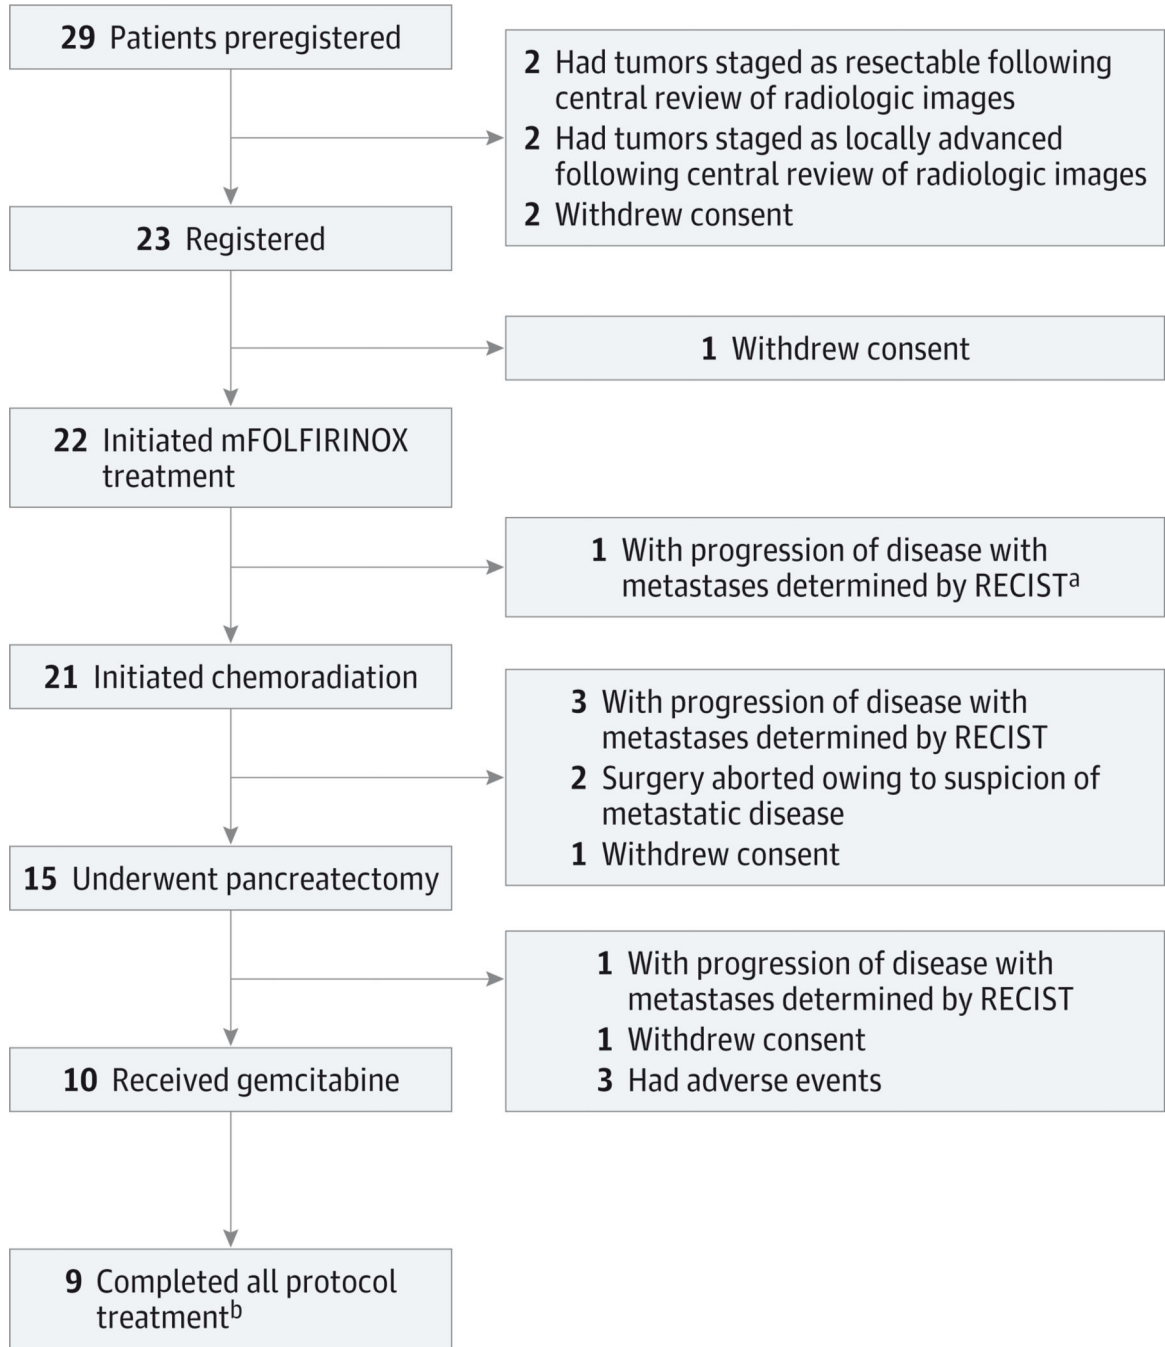 29 Patients preregistered
2 Had tumors staged as resectable following
central review of radiologic images
2 Had tumors staged as locally advanced
following central review of radiologic images
2 Withdrew consent
23 Registered
1 Withdrew consent
22 Initiated mFOLFIRINOX
treatment
1 With progression of disease with
metastases determined by RECISTᵃ
21 Initiated chemoradiation
3 With progression of disease with
metastases determined by RECIST
2 Surgery aborted owing to suspicion of
metastatic disease
1 Withdrew consent
15 Underwent pancreatectomy
1 With progression of disease with
metastases determined by RECIST
1 Withdrew consent
3 Had adverse events
10 Received gemcitabine
9 Completed all protocol
treatmentᵇ